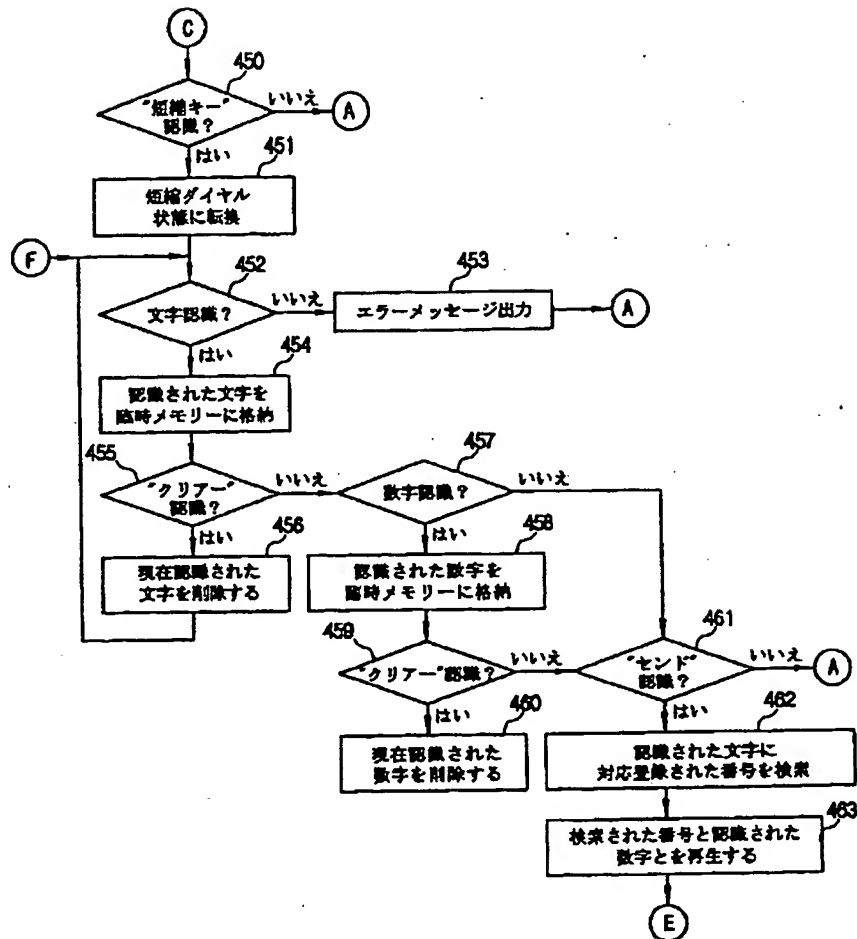 C
450
"短縮キー"
認識?
いいえ
A
はい
451
短縮ダイヤル
状態に転換
F
452
文字認識?
いいえ
453
エラーメッセージ出力
A
はい
454
認識された文字を
臨時メモリーに格納
455
"クリアー"
認識?
いいえ
457
数字認識?
いいえ
はい
456
現在認識された
文字を削除する
はい
458
認識された数字を
臨時メモリーに格納
459
"クリアー"認識?
いいえ
461
"センド"
認識?
いいえ
A
はい
460
現在認識された
数字を削除する
はい
462
認識された文字に
対応登録された番号を検索
463
検索された番号と認識された
数字とを再生する
E